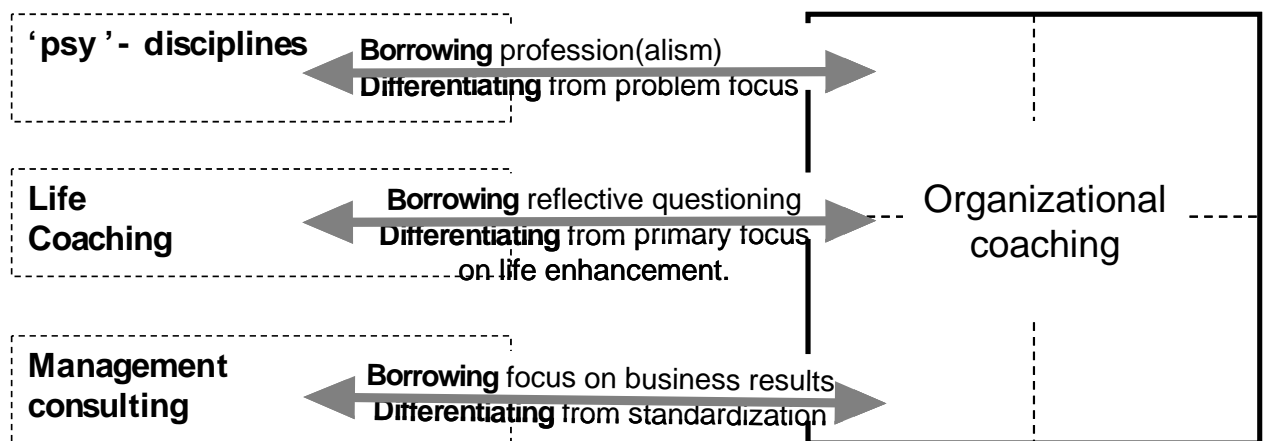 ‘psy’- disciplines
Borrowing profession(alism)
Differentiating from problem focus
Life
Coaching
Borrowing reflective questioning
Differentiating from primary focus
on life enhancement.
Organizational
coaching
Management
consulting
Borrowing focus on business results
Differentiating from standardization